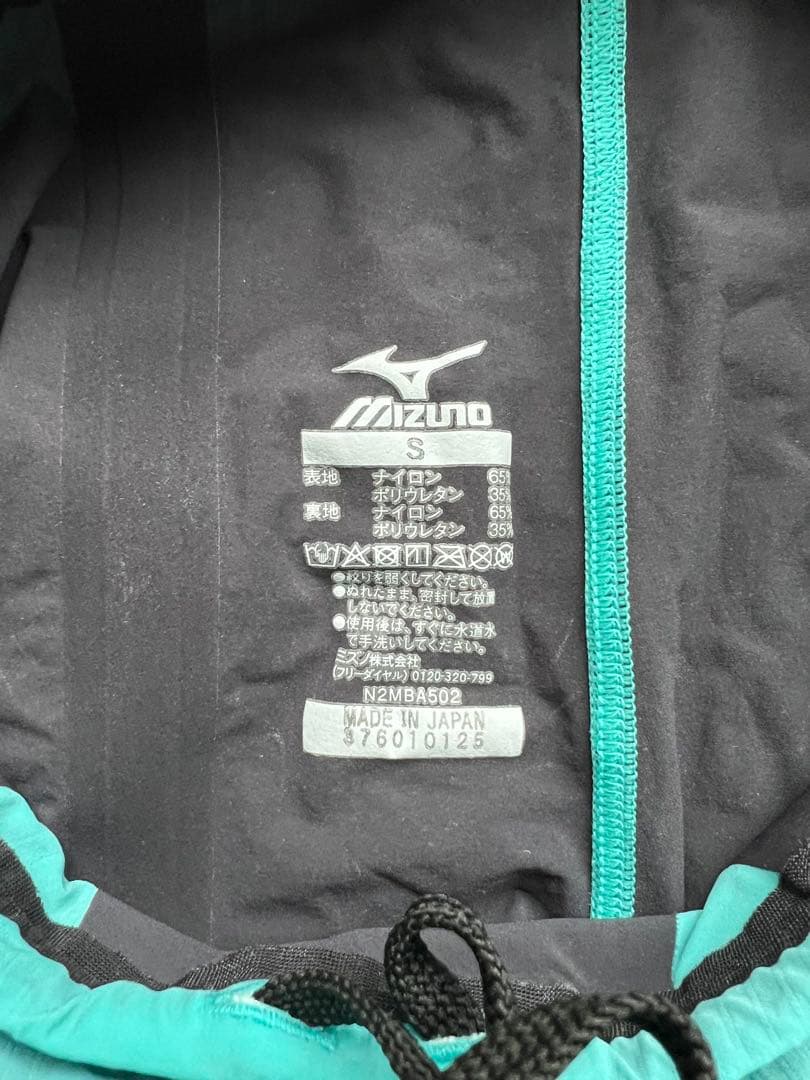 MIZUNO
S
表地 ナイロン 65%
ポリウレタン 35%
裏地 ナイロン 65%
ポリウレタン 35%
●絞りを弱くしてください。
●ぬれたまま、密封して放置
しないでください。
●使用後は、すぐに水道水
で手洗いしてください。
ミズノ株式会社
(フリーダイヤル) 0120-320-799
N2MBA502
MADE IN JAPAN
376010125